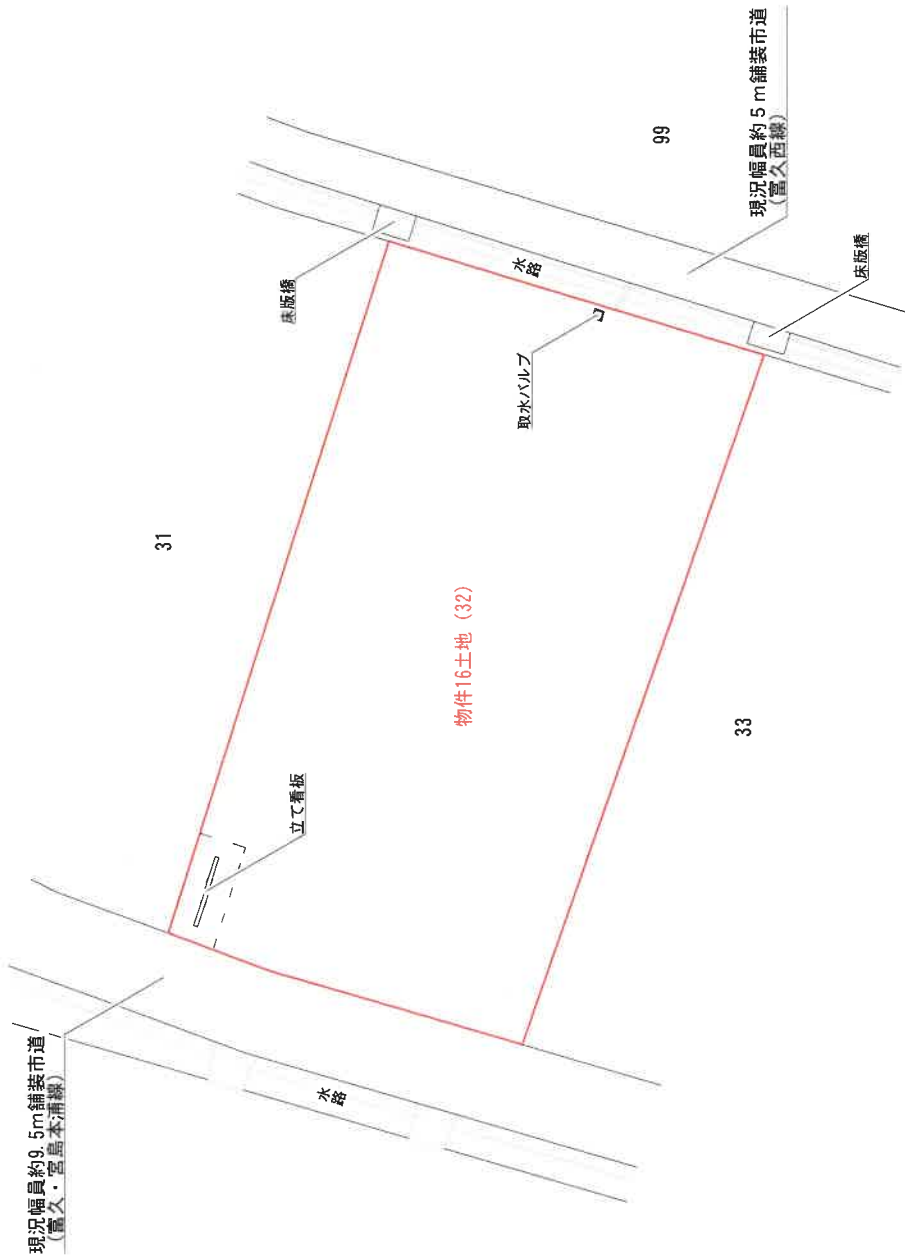 現況幅員約9.5m舗装市道
(富久・宮島本浦線)
水路
立て看板
31
物件16土地 (32)
33
取水バルブ
床版橋
水路
床版橋
99
現況幅員約5m舗装市道
(富久西線)